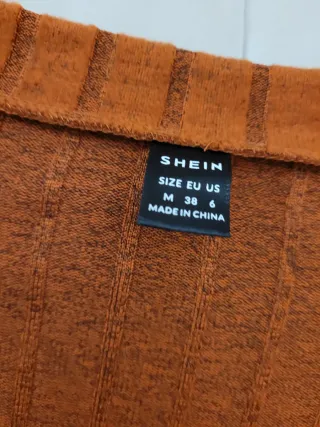 SHEIN
SIZE EU US
M 38 6
MADE IN CHINA